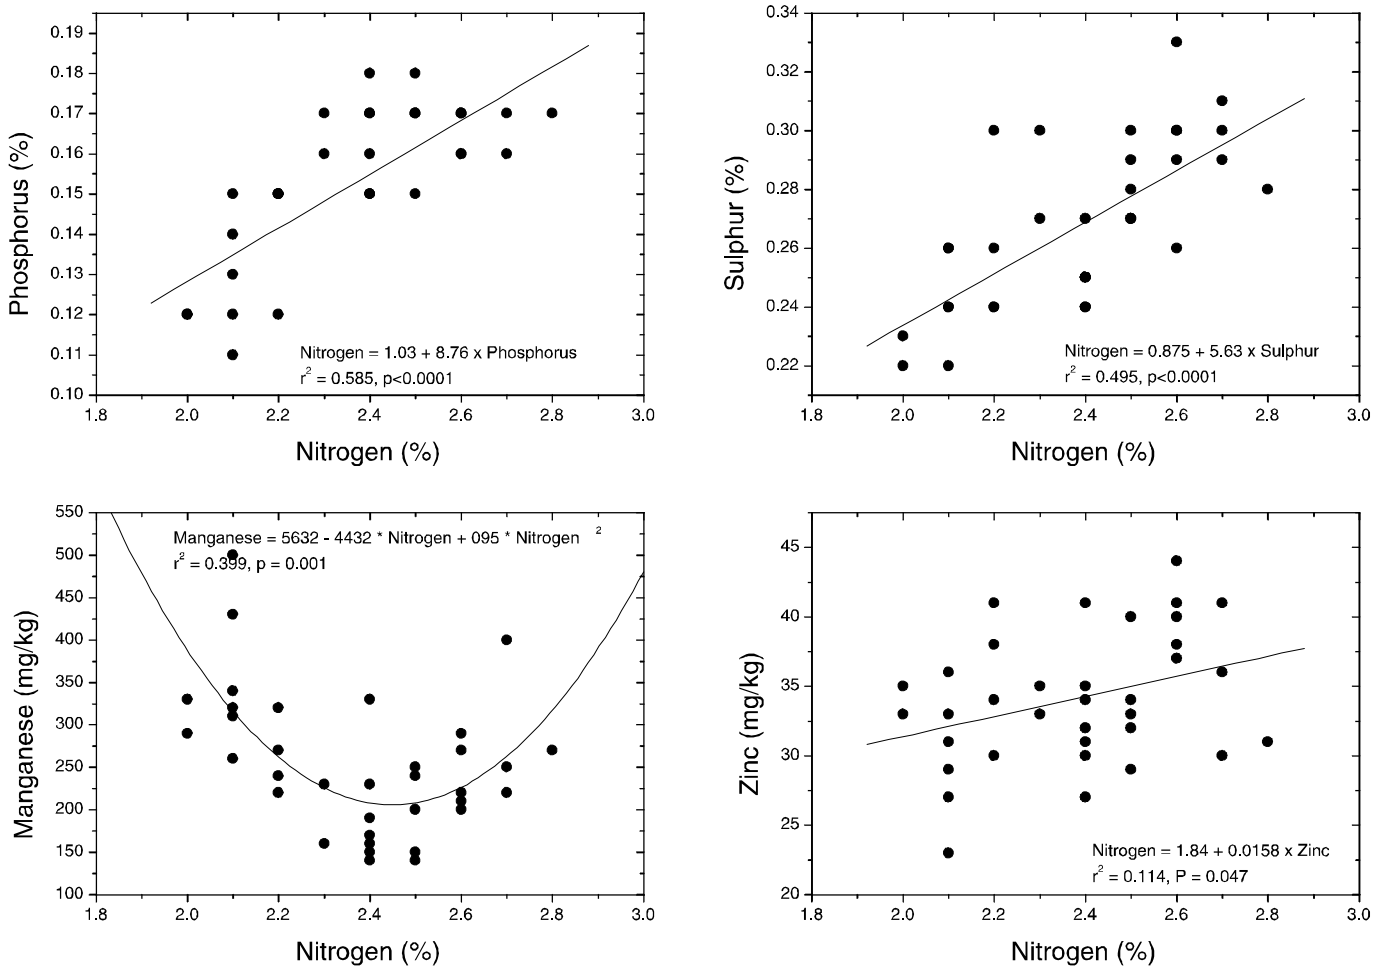 0.19
0.18
0.17
0.16
0.15
0.14
0.13
0.12
0.11
0.10
Phosphorus (%)
Nitrogen = 1.03 + 8.76 x Phosphorus
r2 = 0.585, p<0.0001
1.8 2.0 2.2 2.4 2.6 2.8 3.0
Nitrogen (%)
0.34
0.32
0.30
0.28
0.26
0.24
0.22
Sulphur (%)
Nitrogen = 0.875 + 5.63 x Sulphur
r2 = 0.495, p<0.0001
1.8 2.0 2.2 2.4 2.6 2.8 3.0
Nitrogen (%)
550
500
450
400
350
300
250
200
150
100
Manganese (mg/kg)
Manganese = 5632 - 4432 * Nitrogen + 095 * Nitrogen 2
r2 = 0.399, p = 0.001
1.8 2.0 2.2 2.4 2.6 2.8 3.0
Nitrogen (%)
45
40
35
30
25
20
Zinc (mg/kg)
Nitrogen = 1.84 + 0.0158 x Zinc
r2 = 0.114, P = 0.047
1.8 2.0 2.2 2.4 2.6 2.8 3.0
Nitrogen (%)